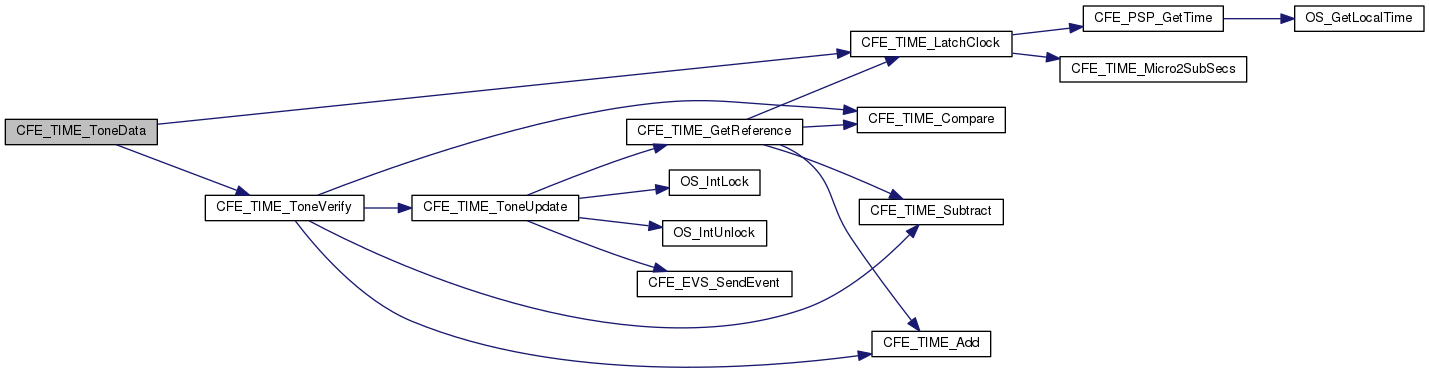 CFE_PSP_GetTime
OS_GetLocalTime
CFE_TIME_LatchClock
CFE_TIME_Micro2SubSecs
CFE_TIME_ToneData
CFE_TIME_GetReference
CFE_TIME_Compare
OS_IntLock
CFE_TIME_ToneVerify
CFE_TIME_ToneUpdate
CFE_TIME_Subtract
OS_IntUnlock
CFE_EVS_SendEvent
CFE_TIME_Add